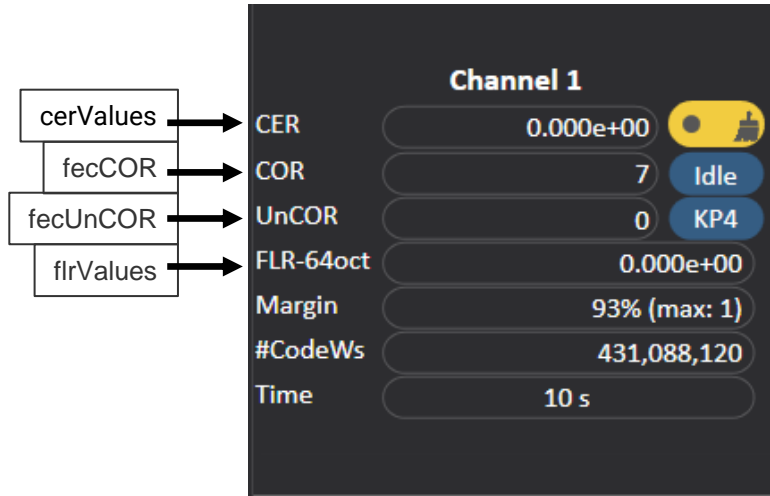 Channel 1
cerValues CER 0.000e+00
fecCOR COR 7 Idle
fecUnCOR UnCOR 0 KP4
flrValues FLR-64oct 0.000e+00
Margin 93% (max: 1)
#CodeWs 431,088,120
Time 10 s